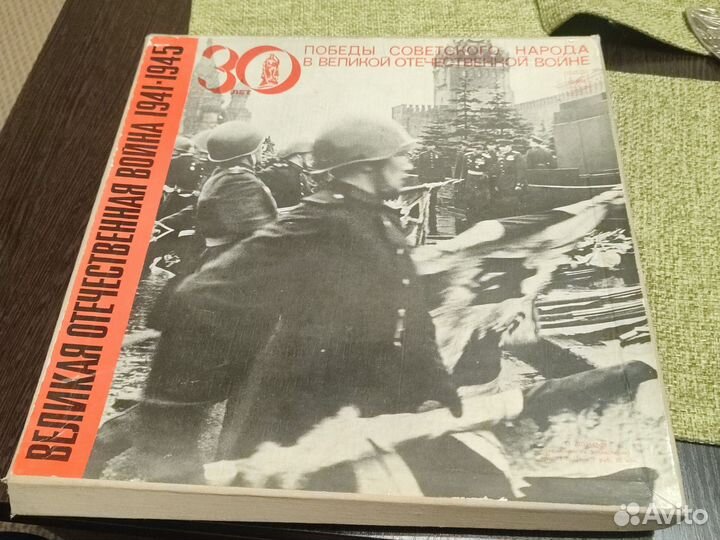 ВЕЛИКАЯ ОТЕЧЕСТВЕННАЯ ВОЙНА 1941-1945
30 ЛЕТ
ПОБЕДЫ СОВЕТСКОГО НАРОДА
В ВЕЛИКОЙ ОТЕЧЕСТВЕННОЙ ВОЙНЕ
Avito